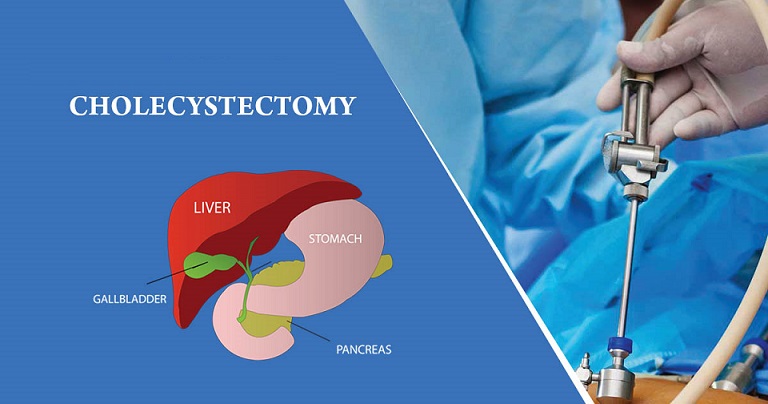 CHOLECYSTECTOMY
LIVER
STOMACH
GALLBLADDER
PANCREAS